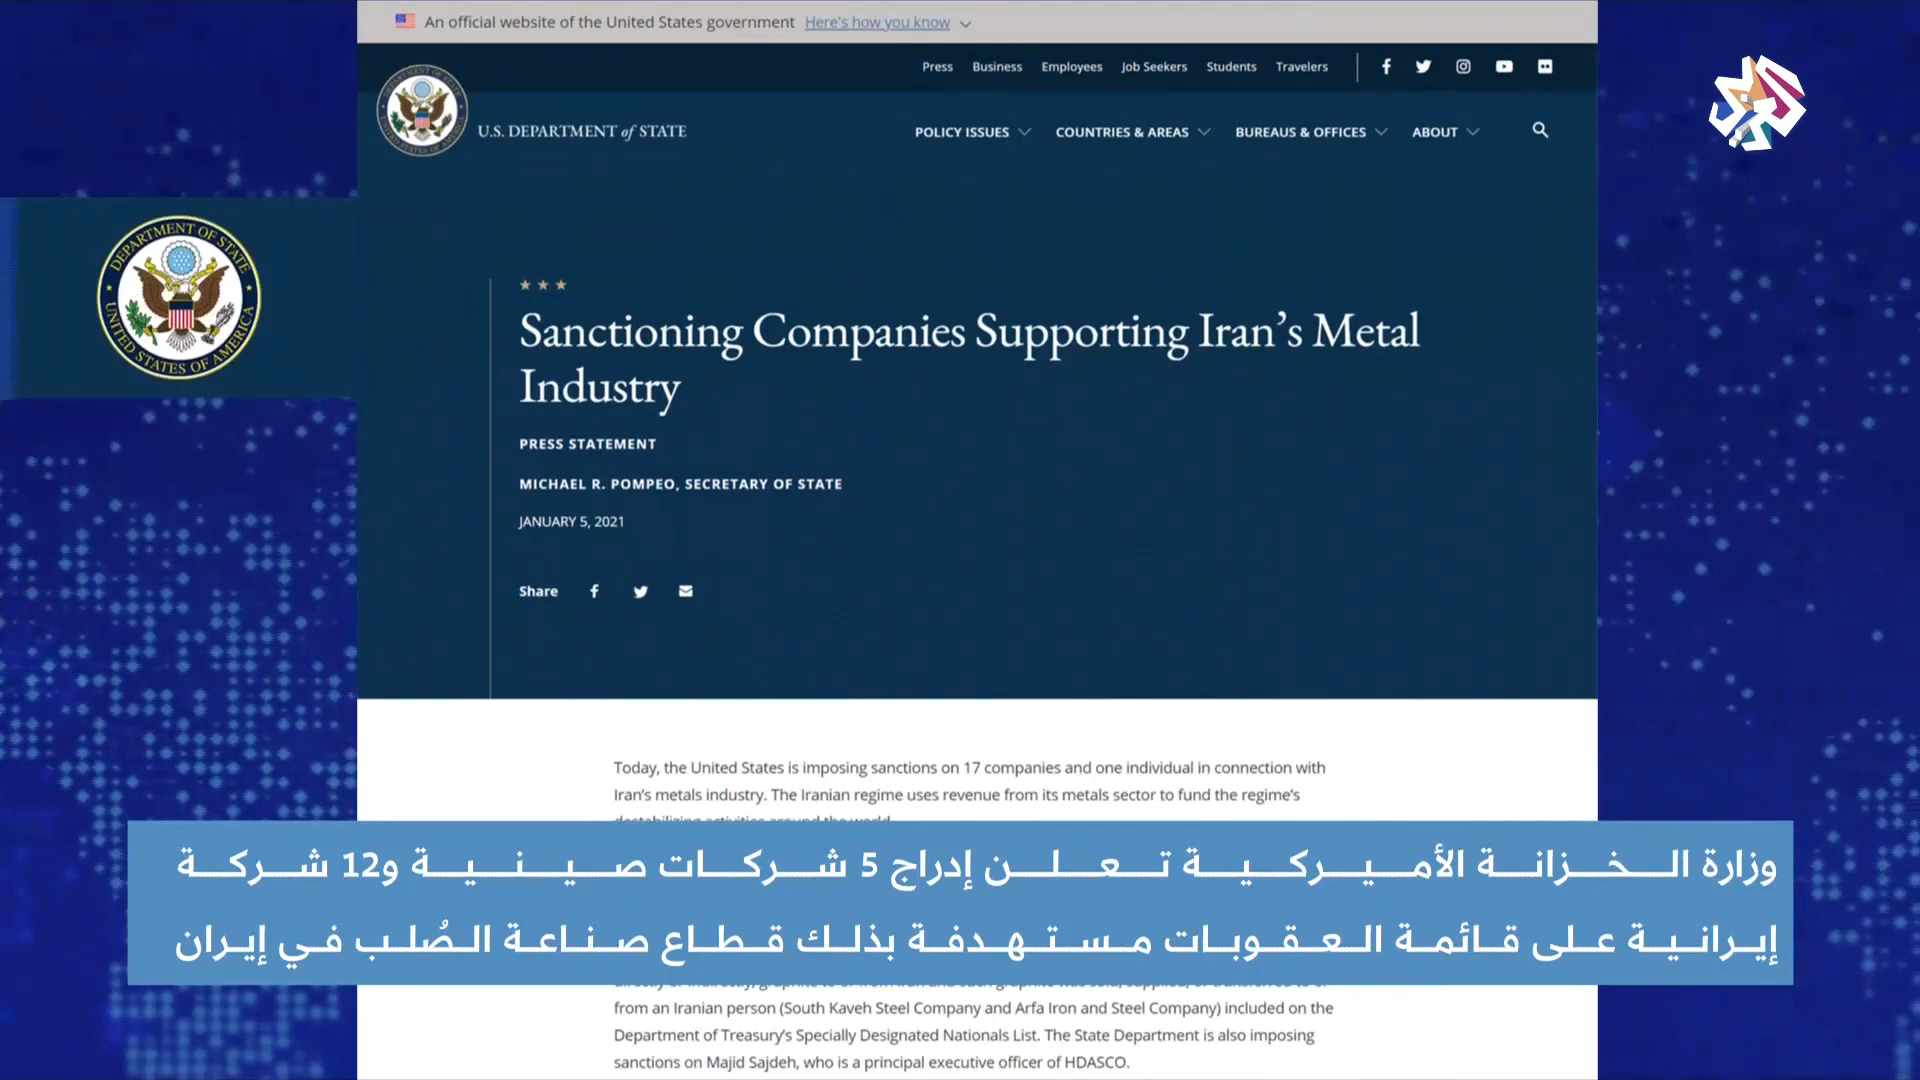 An official website of the United States government Here's how you know
Press Business Employees Job Seekers Students Travelers
U.S. DEPARTMENT of STATE
POLICY ISSUES COUNTRIES & AREAS BUREAUS & OFFICES ABOUT
DEPARTMENT OF STATE
UNITED STATES OF AMERICA
Sanctioning Companies Supporting Iran's Metal
Industry
PRESS STATEMENT
MICHAEL R. POMPEO, SECRETARY OF STATE
JANUARY 5, 2021
Share
Today, the United States is imposing sanctions on 17 companies and one individual in connection with
Iran's metals industry. The Iranian regime uses revenue from its metals sector to fund the regime's
destabilizing activities around the world.
وزارة الخزانة الأميركية تعلن إدراج 5 شركات صينية و12 شركة
إيرانية على قائمة العقوبات مستهدفة بذلك قطاع صناعة الصُلب في إيران
from an Iranian person (South Kaveh Steel Company and Arfa Iron and Steel Company) included on the
Department of Treasury's Specially Designated Nationals List. The State Department is also imposing
sanctions on Majid Sajdeh, who is a principal executive officer of HDASCO.